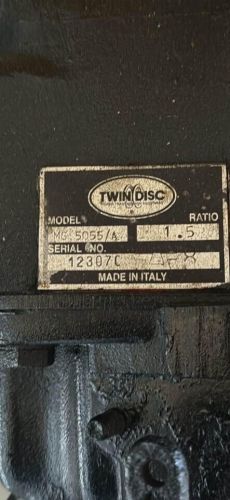 TWIN DISC
MODEL RATIO
MG 5055/A 1.5
SERIAL NO.
12307C
MADE IN ITALY